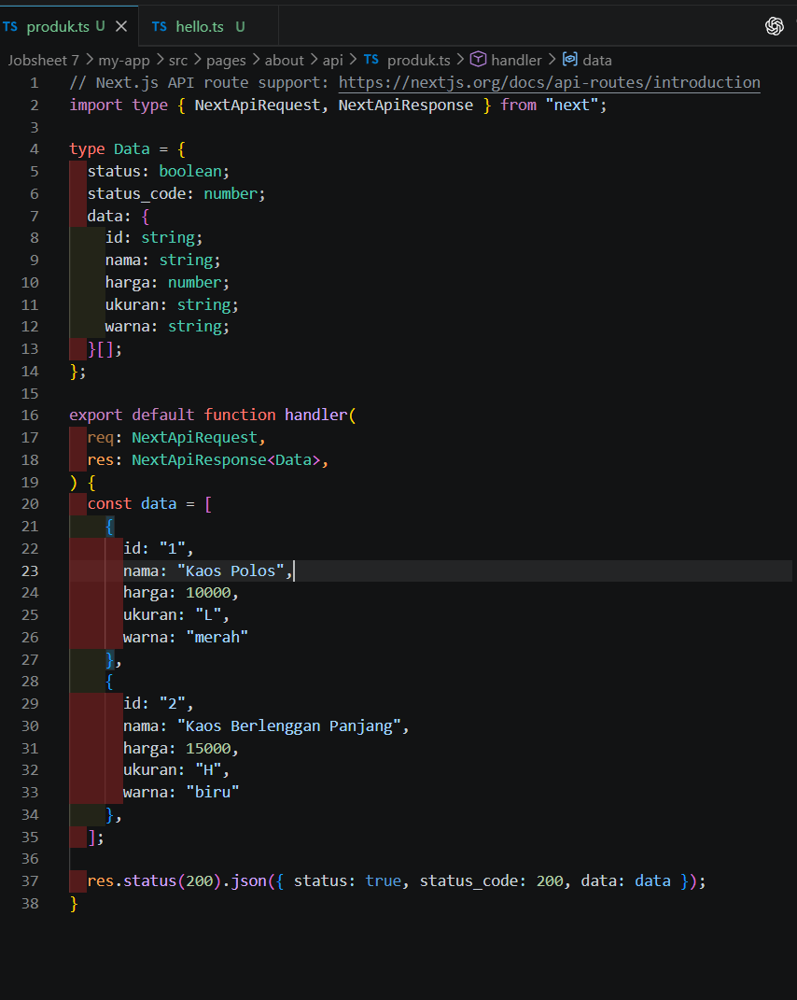 TS produk.ts U × TS hello.ts U
Jobsheet 7 > my-app > src > pages > about > api > TS produk.ts > handler > data
1 // Next.js API route support: https://nextjs.org/docs/api-routes/introduction
2 import type { NextApiRequest, NextApiResponse } from "next";
3
4 type Data = {
5 status: boolean;
6 status_code: number;
7 data: {
8 id: string;
9 nama: string;
10 harga: number;
11 ukuran: string;
12 warna: string;
13 }[];
14 };
15
16 export default function handler(
17 req: NextApiRequest,
18 res: NextApiResponse<Data>,
19 ) {
20 const data = [
21 {
22 id: "1",
23 nama: "Kaos Polos",
24 harga: 10000,
25 ukuran: "L",
26 warna: "merah"
27 },
28 {
29 id: "2",
30 nama: "Kaos Berlenggan Panjang",
31 harga: 15000,
32 ukuran: "H",
33 warna: "biru"
34 },
35 ];
36
37 res.status(200).json({ status: true, status_code: 200, data: data });
38 }